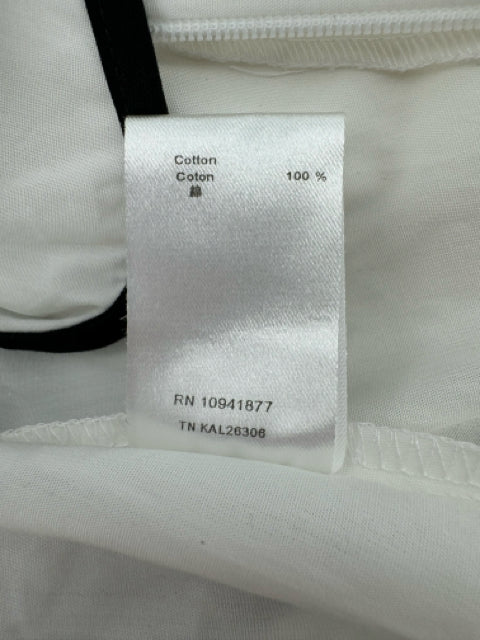 Cotton
Coton 100 %
綿
RN 10941877
TN KAL26306